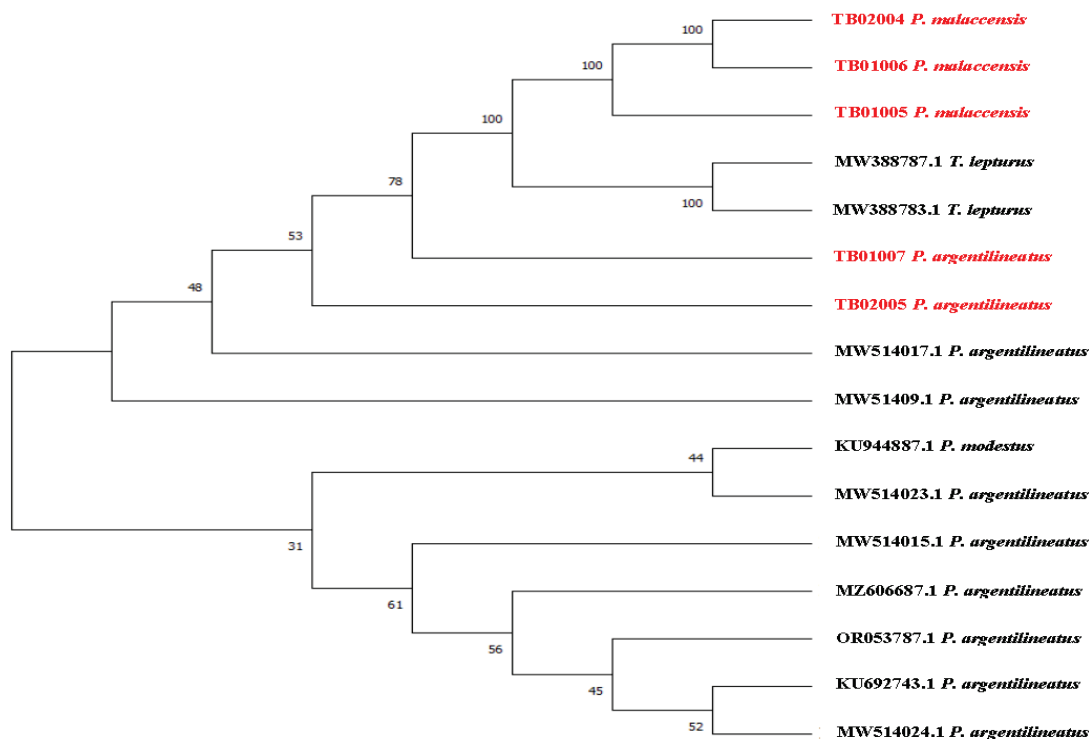 TB02004 P. malaccensis
100
TB01006 P. malaccensis
100
TB01005 P. malaccensis
100
MW388787.1 T. lepturus
78
100
MW388783.1 T. lepturus
53
TB01007 P. argentilineatus
48
TB02005 P. argentilineatus
MW514017.1 P. argentilineatus
MW51409.1 P. argentilineatus
KU944887.1 P. modestus
44
MW514023.1 P. argentilineatus
31
MW514015.1 P. argentilineatus
61
MZ606687.1 P. argentilineatus
56
OR053787.1 P. argentilineatus
45
KU692743.1 P. argentilineatus
52
MW514024.1 P. argentilineatus